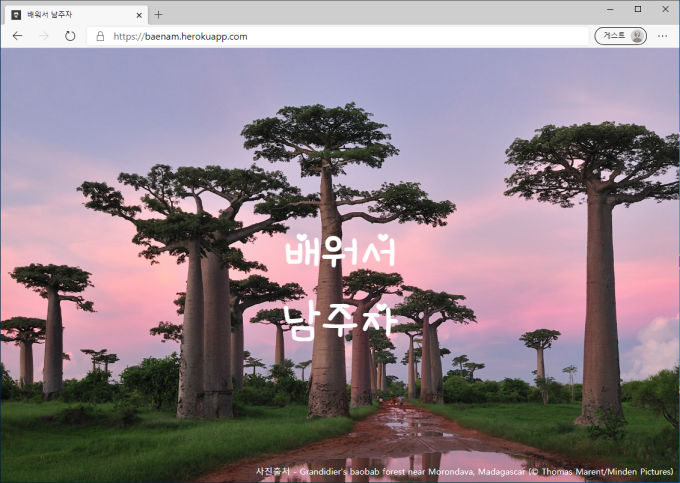 배워서 남주자
https://baenam.herokuapp.com
게스트
배워서
남주자
사진출처 - Grandidier's baobab forest near Morondava, Madagascar (© Thomas Marent/Minden Pictures)